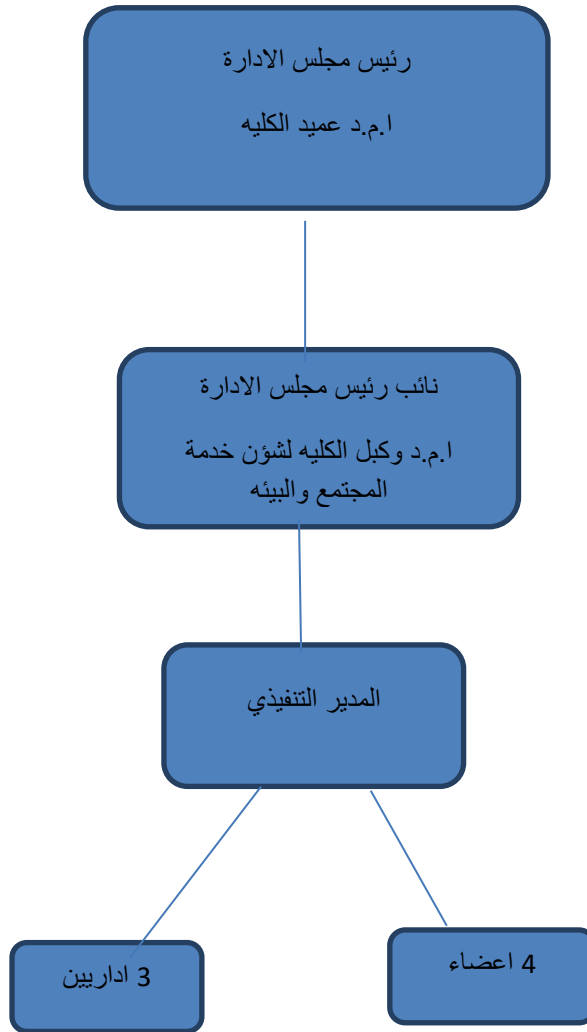 رئيس مجلس الادارة
ا.م.د عميد الكليه
نائب رئيس مجلس الادارة
ا.م.د وكبل الكليه لشؤن خدمة
المجتمع والبيئه
المدير التنفيذي
4 اعضاء
3 اداريين